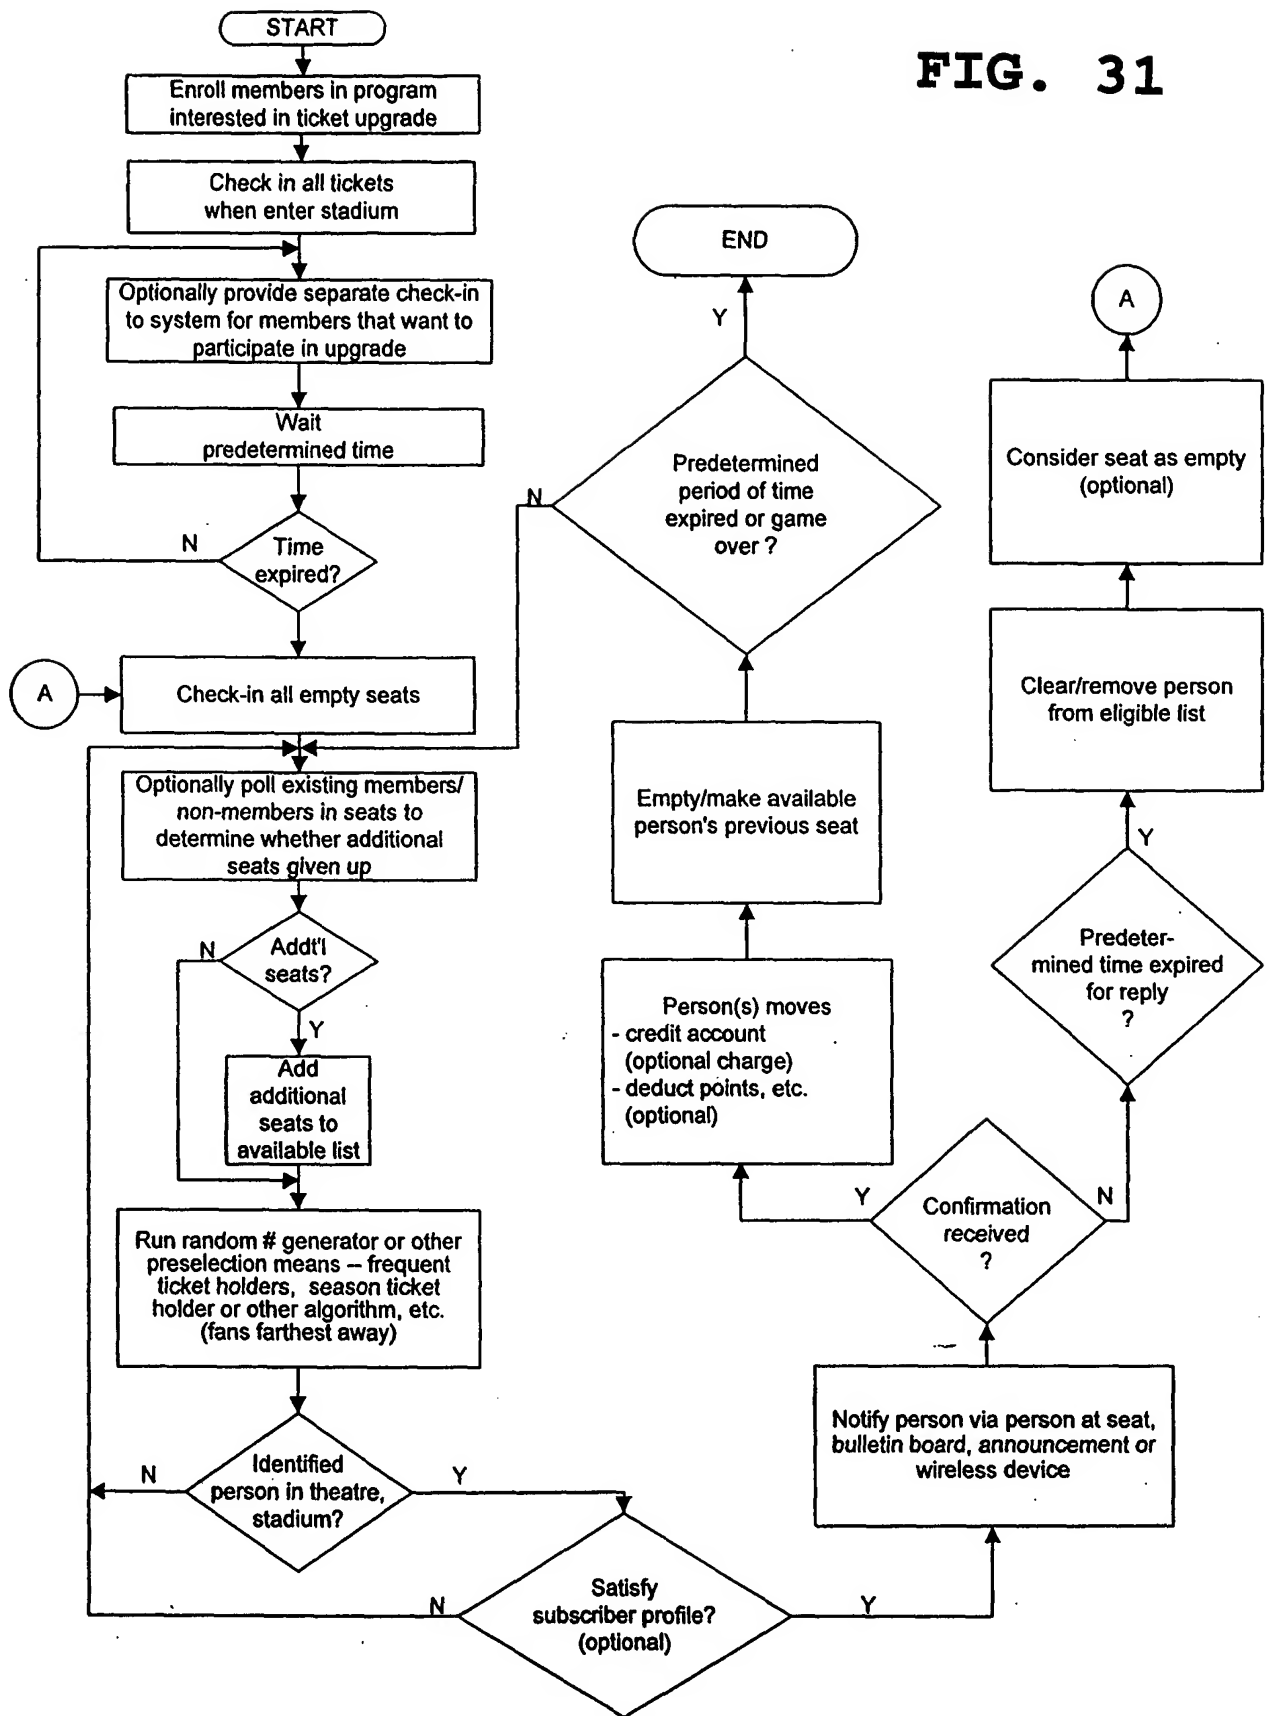 FIG. 31
START
Enroll members in program
interested in ticket upgrade
Check in all tickets
when enter stadium
Optionally provide separate check-in
to system for members that want to
participate in upgrade
Wait
predetermined time
N
Time
expired?
A
Check-in all empty seats
Optionally poll existing members/
non-members in seats to
determine whether additional
seats given up
N
Addt'l
seats?
Y
Add
additional
seats to
available list
Run random # generator or other
preselection means – frequent
ticket holders, season ticket
holder or other algorithm, etc.
(fans farthest away)
N
Identified
person in theatre,
stadium?
Y
N
Satisfy
subscriber profile?
(optional)
Y
Notify person via person at seat,
bulletin board, announcement or
wireless device
Y
Confirmation
received
?
N
Person(s) moves
- credit account
(optional charge)
- deduct points, etc.
(optional)
Empty/make available
person's previous seat
N
Predetermined
period of time
expired or game
over ?
Y
END
Predeter-
mined time expired
for reply
?
Y
Clear/remove person
from eligible list
Consider seat as empty
(optional)
A